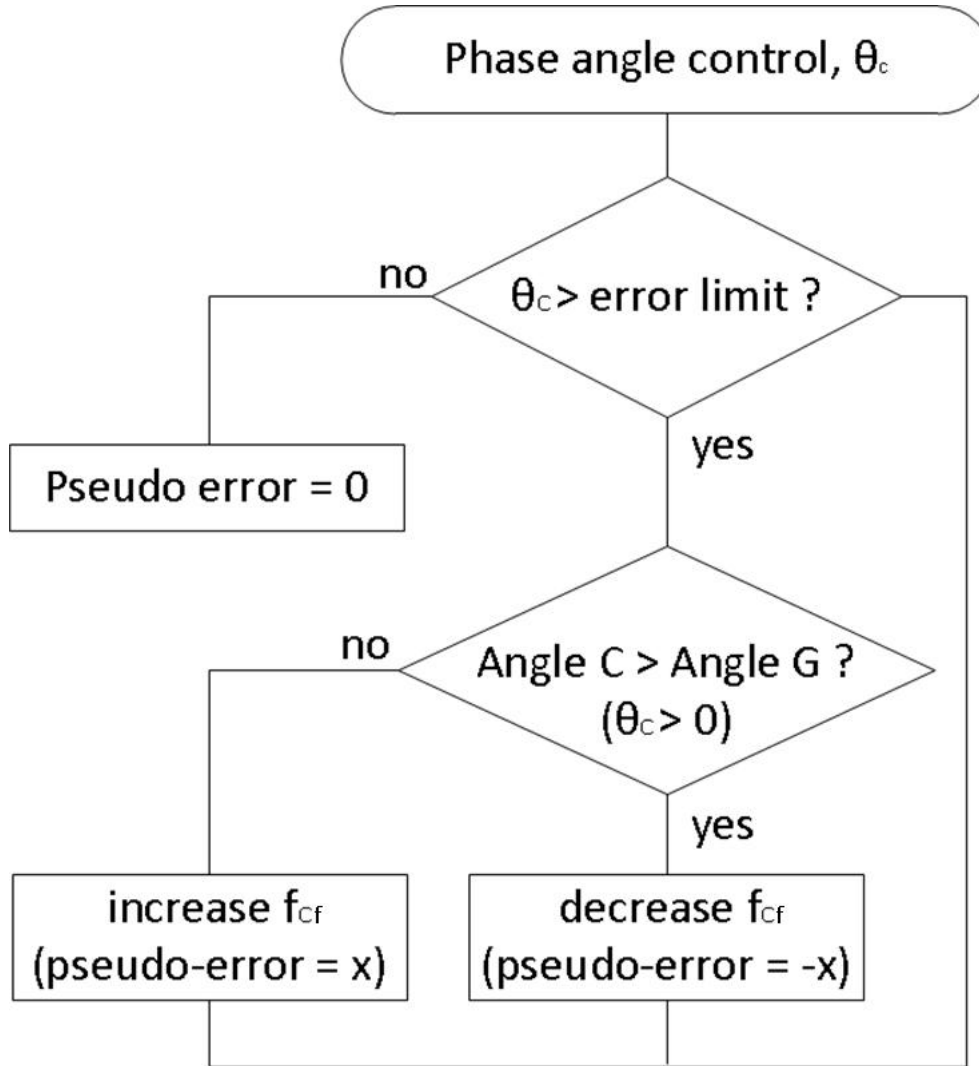 Phase angle control, θc
θc > error limit ?
no
yes
Pseudo error = 0
Angle C > Angle G ?
(θc > 0)
no
yes
increase fcf
(pseudo-error = x)
decrease fcf
(pseudo-error = -x)